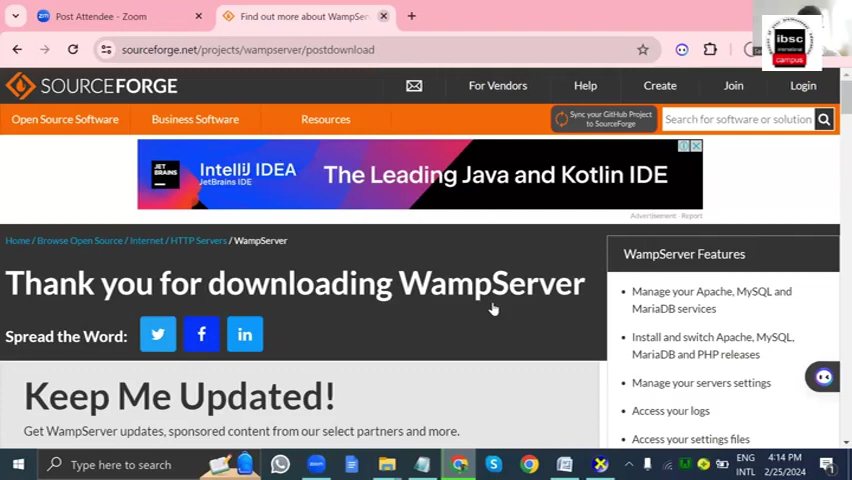 Post Attendee - Zoom
Find out more about WampSer
sourceforge.net/projects/wampserver/postdownload
ibsc
international
campus
SOURCEFORGE
For Vendors
Help
Create
Join
Login
Open Source Software
Business Software
Resources
Sync your GitHub Project
to SourceForge
Search for software or solution
JET
BRAINS
IntelliJ IDEA
JetBrains IDE
The Leading Java and Kotlin IDE
Advertisement - Report
Home / Browse Open Source / Internet / HTTP Servers / WampServer
Thank you for downloading WampServer
Spread the Word:
Keep Me Updated!
Get WampServer updates, sponsored content from our select partners and more.
WampServer Features
Manage your Apache, MySQL and
MariaDB services
Install and switch Apache, MySQL,
MariaDB and PHP releases
Manage your servers settings
Access your logs
Access your settings files
Type here to search
ENG
INTL
4:14 PM
2/25/2024